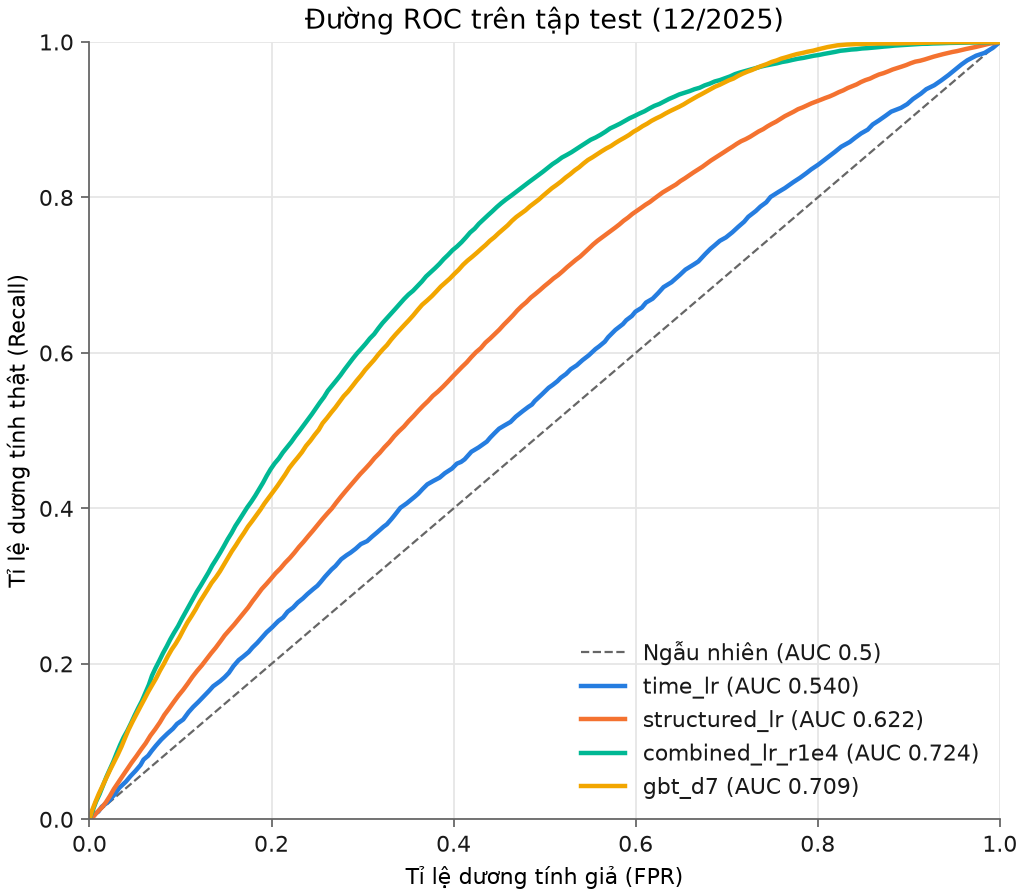 Đường ROC trên tập test (12/2025)
Tỉ lệ dương tính thật (Recall)
1.0
0.8
0.6
0.4
0.2
0.0
Ngẫu nhiên (AUC 0.5)
time_lr (AUC 0.540)
structured_lr (AUC 0.622)
combined_lr_r1e4 (AUC 0.724)
gbt_d7 (AUC 0.709)
0.0 0.2 0.4 0.6 0.8 1.0
Tỉ lệ dương tính giả (FPR)